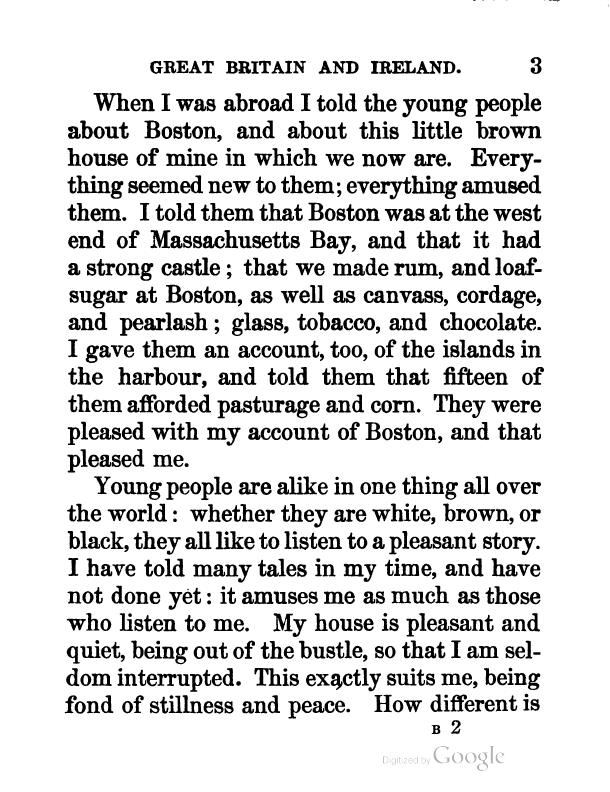 GREAT BRITAIN AND IRELAND. 3
When I was abroad I told the young people
about Boston, and about this little brown
house of mine in which we now are. Every-
thing seemed new to them; everything amused
them. I told them that Boston was at the west
end of Massachusetts Bay, and that it had
a strong castle; that we made rum, and loaf-
sugar at Boston, as well as canvass, cordage,
and pearlash; glass, tobacco, and chocolate.
I gave them an account, too, of the islands in
the harbour, and told them that fifteen of
them afforded pasturage and corn. They were
pleased with my account of Boston, and that
pleased me.
Young people are alike in one thing all over
the world: whether they are white, brown, or
black, they all like to listen to a pleasant story.
I have told many tales in my time, and have
not done yet: it amuses me as much as those
who listen to me. My house is pleasant and
quiet, being out of the bustle, so that I am sel-
dom interrupted. This exactly suits me, being
fond of stillness and peace. How different is
B 2
Digitized by Google